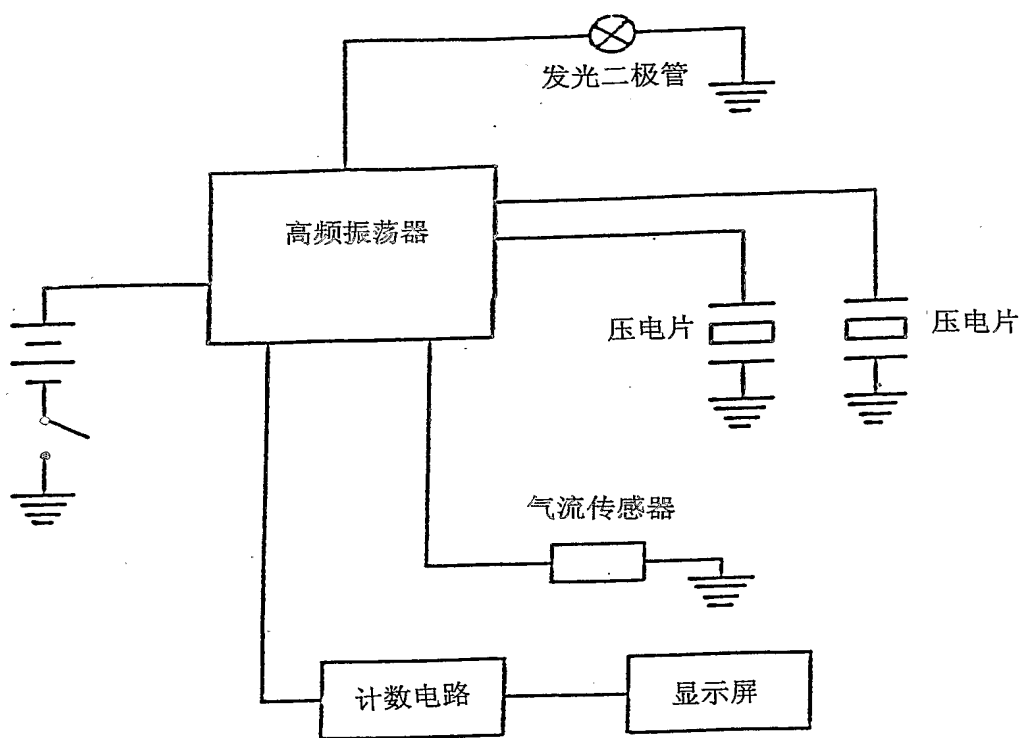 发光二极管
高频振荡器
压电片
压电片
气流传感器
计数电路
显示屏